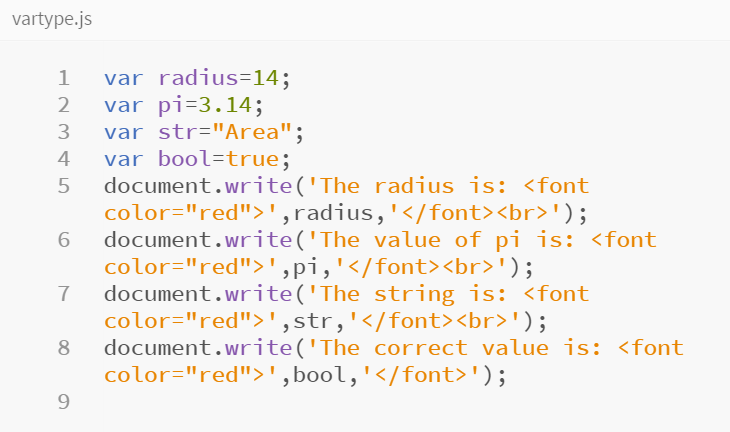 vartype.js
1 var radius=14;
2 var pi=3.14;
3 var str="Area";
4 var bool=true;
5 document.write('The radius is: <font
color="red">',radius,'</font><br>');
6 document.write('The value of pi is: <font
color="red">',pi,'</font><br>');
7 document.write('The string is: <font
color="red">',str,'</font><br>');
8 document.write('The correct value is: <font
color="red">',bool,'</font>');
9